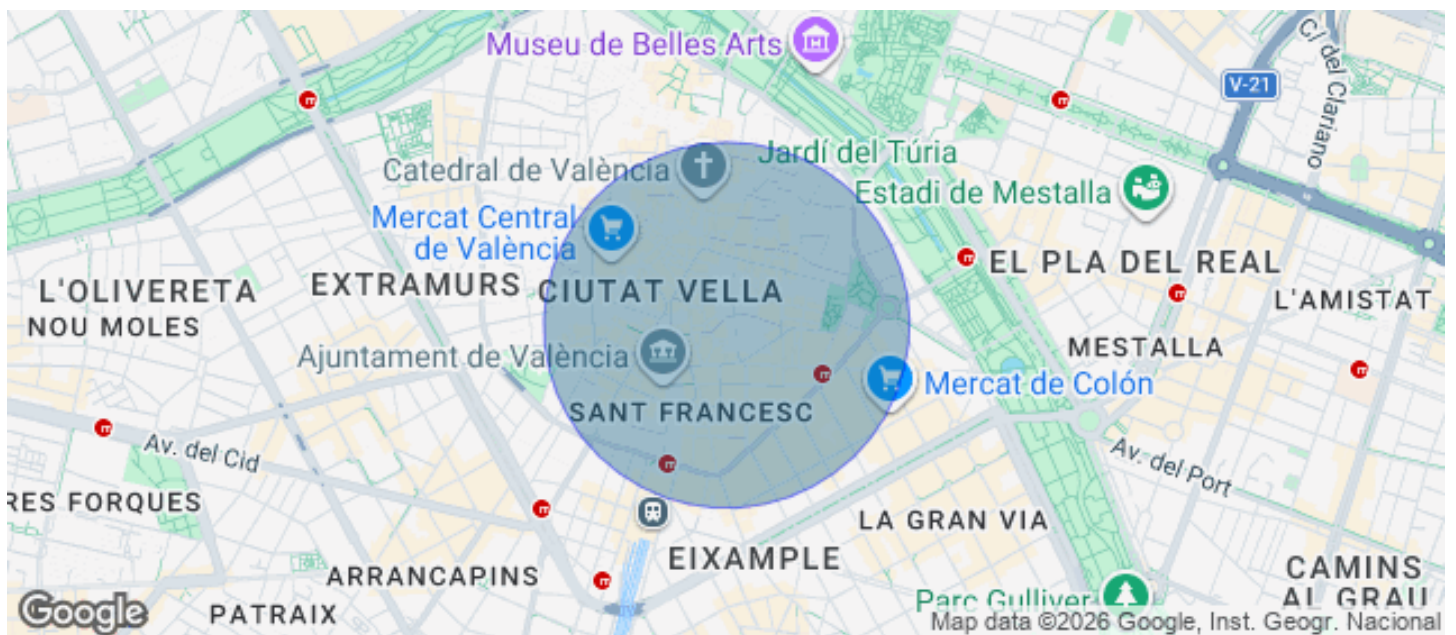 Museu de Belles Arts
V-21
C/ del Clariano
Catedral de València
Jardí del Túria
Estadi de Mestalla
Mercat Central
de València
EL PLA DEL REAL
L'OLIVERETA
EXTRAMURS
CIUTAT VELLA
L'AMISTAT
NOU MOLES
Ajuntament de València
MESTALLA
Mercat de Colón
SANT FRANCESC
Av. del Cid
Av. del Port
RES FORQUES
LA GRAN VIA
EIXAMPLE
ARRANCAPINS
CAMINS
AL GRAU
Parc Gulliver
Google
PATRAIX
Map data ©2026 Google, Inst. Geogr. Nacional